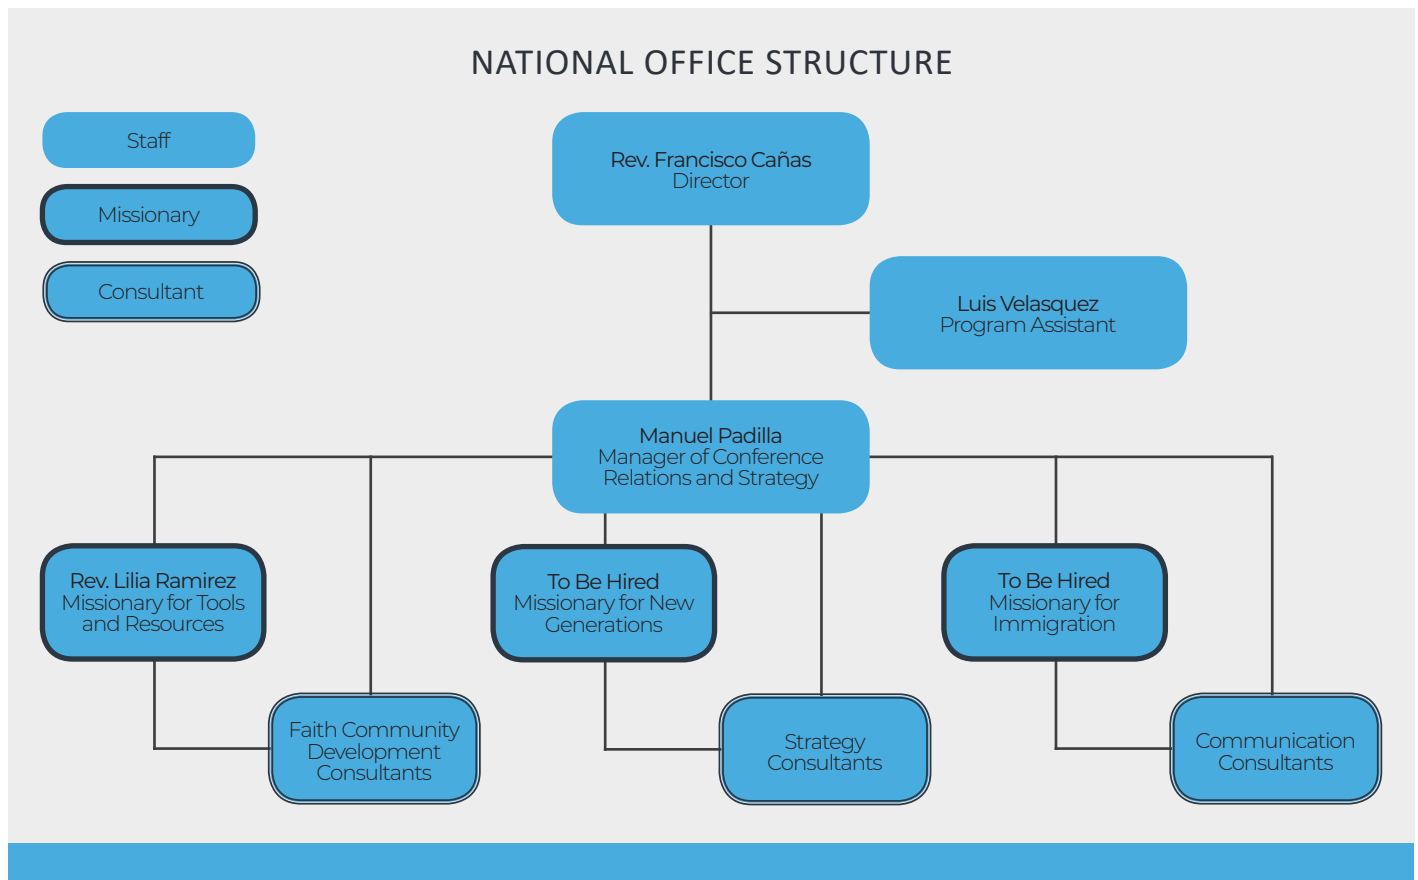 NATIONAL OFFICE STRUCTURE
Staff
Missionary
Consultant
Rev. Francisco Cañas
Director
Luis Velasquez
Program Assistant
Manuel Padilla
Manager of Conference
Relations and Strategy
Rev. Lilia Ramirez
Missionary for Tools
and Resources
To Be Hired
Missionary for New
Generations
To Be Hired
Missionary for
Immigration
Faith Community
Development
Consultants
Strategy
Consultants
Communication
Consultants